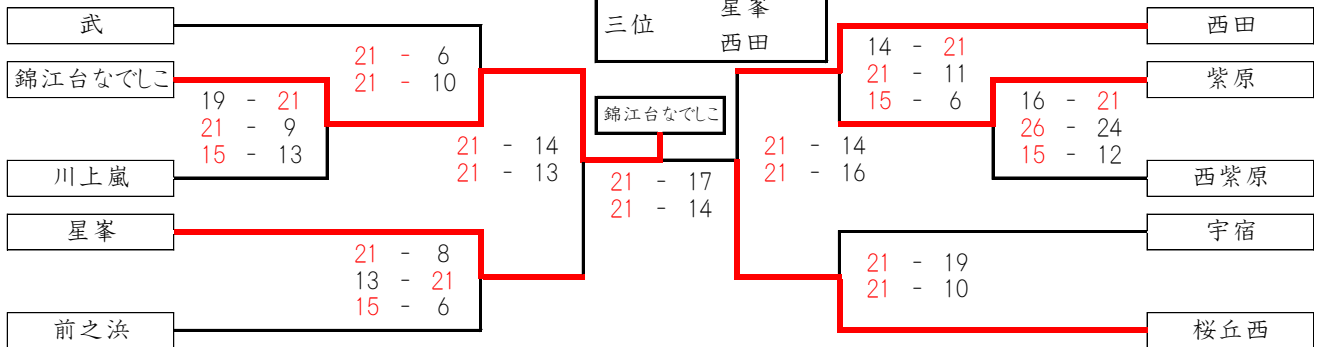 星峯
三位
西田
武
錦江台なでしこ
川上嵐
星峯
前之浜
21 - 6
21 - 10
19 - 21
21 - 9
15 - 13
21 - 14
21 - 13
21 - 8
13 - 21
15 - 6
錦江台なでしこ
21 - 17
21 - 14
14 - 21
21 - 11
15 - 6
16 - 21
26 - 24
15 - 12
21 - 14
21 - 16
21 - 19
21 - 10
西田
紫原
西紫原
宇宿
桜丘西